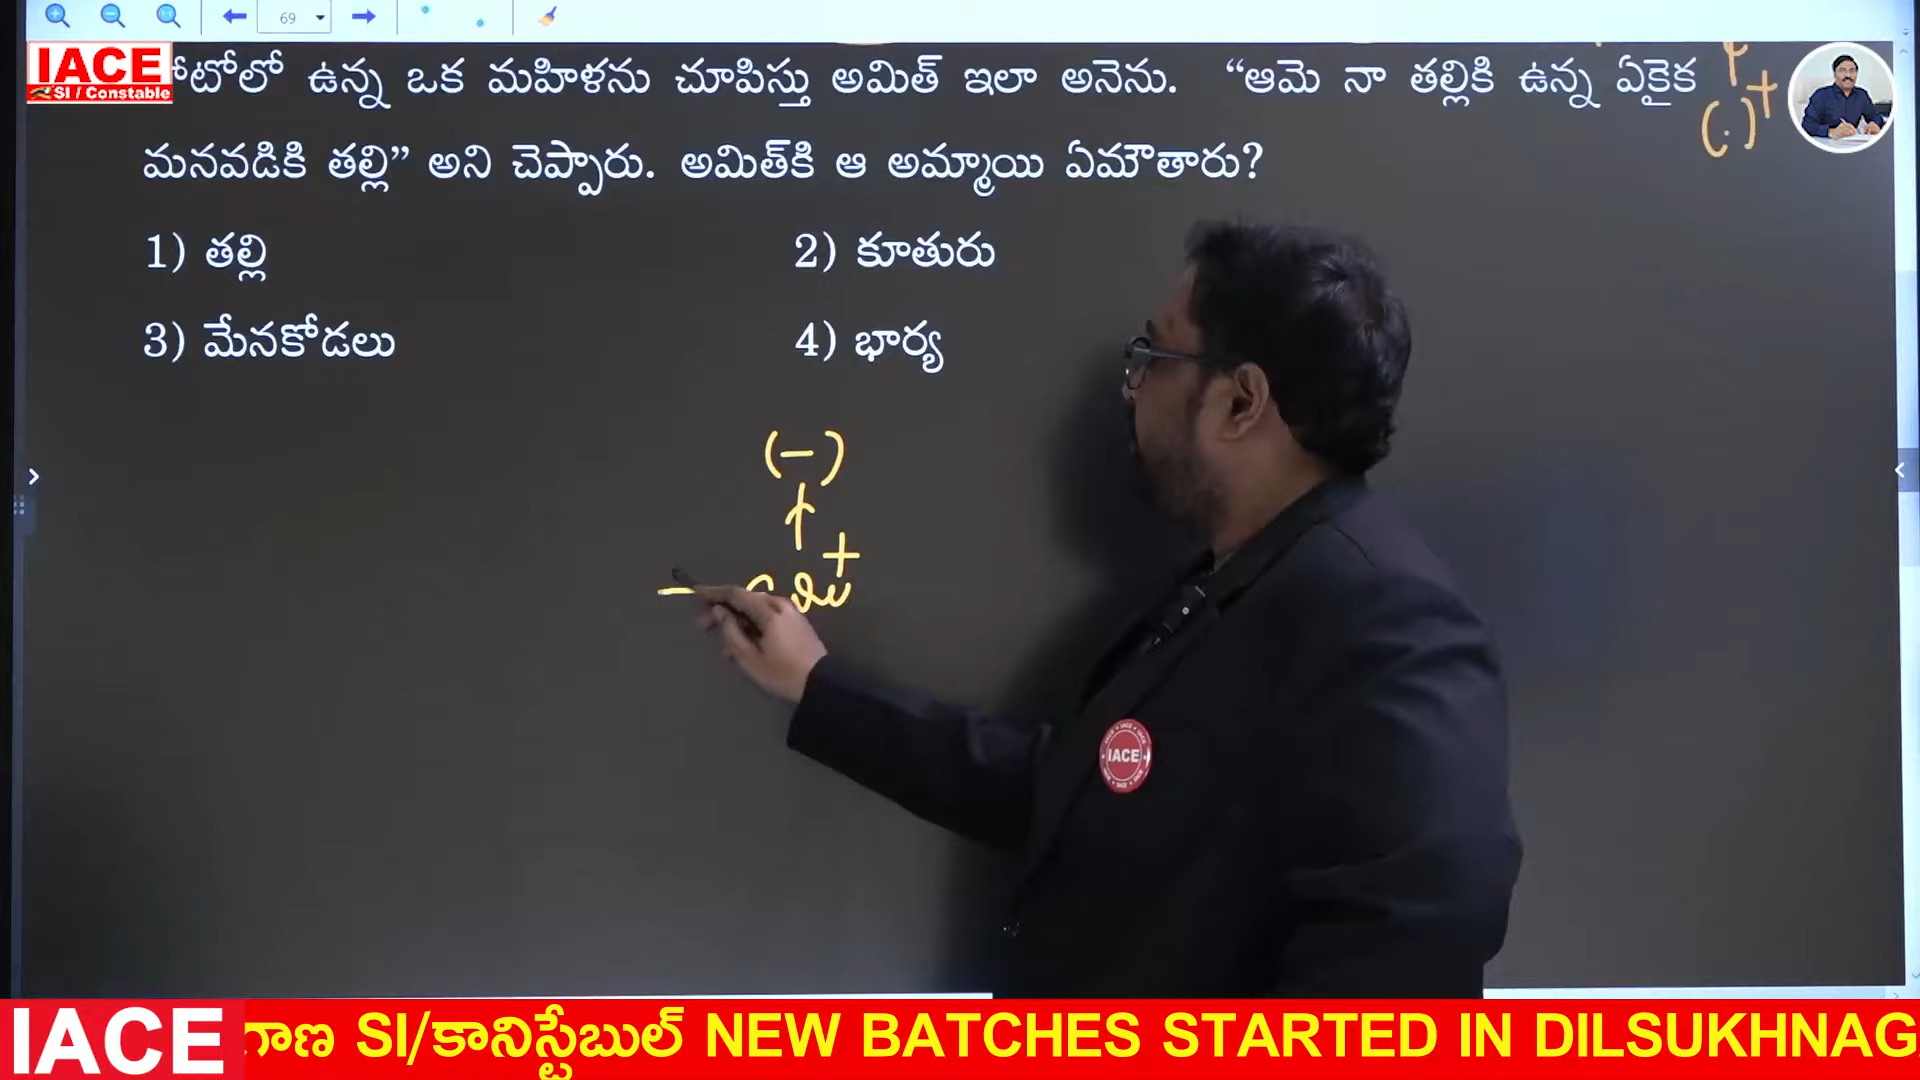 69
IACE
SI / Constable
ోటోలో ఉన్న ఒక మహిళను చూపిస్తు అమిత్ ఇలా అనెను. “ఆమె నా తల్లికి ఉన్న ఏకైక
మనవడికి తల్లి” అని చెప్పారు. అమిత్‌కి ఆ అమ్మాయి ఏమౌతారు?
1) తల్లి
2) కూతురు
3) మేనకోడలు
4) భార్య
(-)
+
IACE
IACE గాణ SI/కానిస్టేబుల్ NEW BATCHES STARTED IN DILSUKHNAG